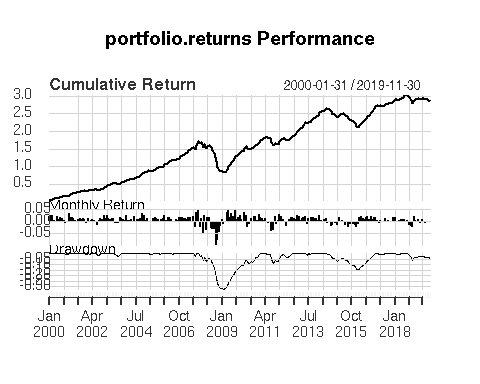 portfolio.returns Performance
Cumulative Return 2000-01-31 / 2019-11-30
3.0
2.5
2.0
1.5
1.0
0.5
Monthly Return
0.05
0.00
-0.05
Drawdown
Jan Apr Jul Oct Jan Apr Jul Oct Jan
2000 2002 2004 2006 2009 2011 2013 2015 2018